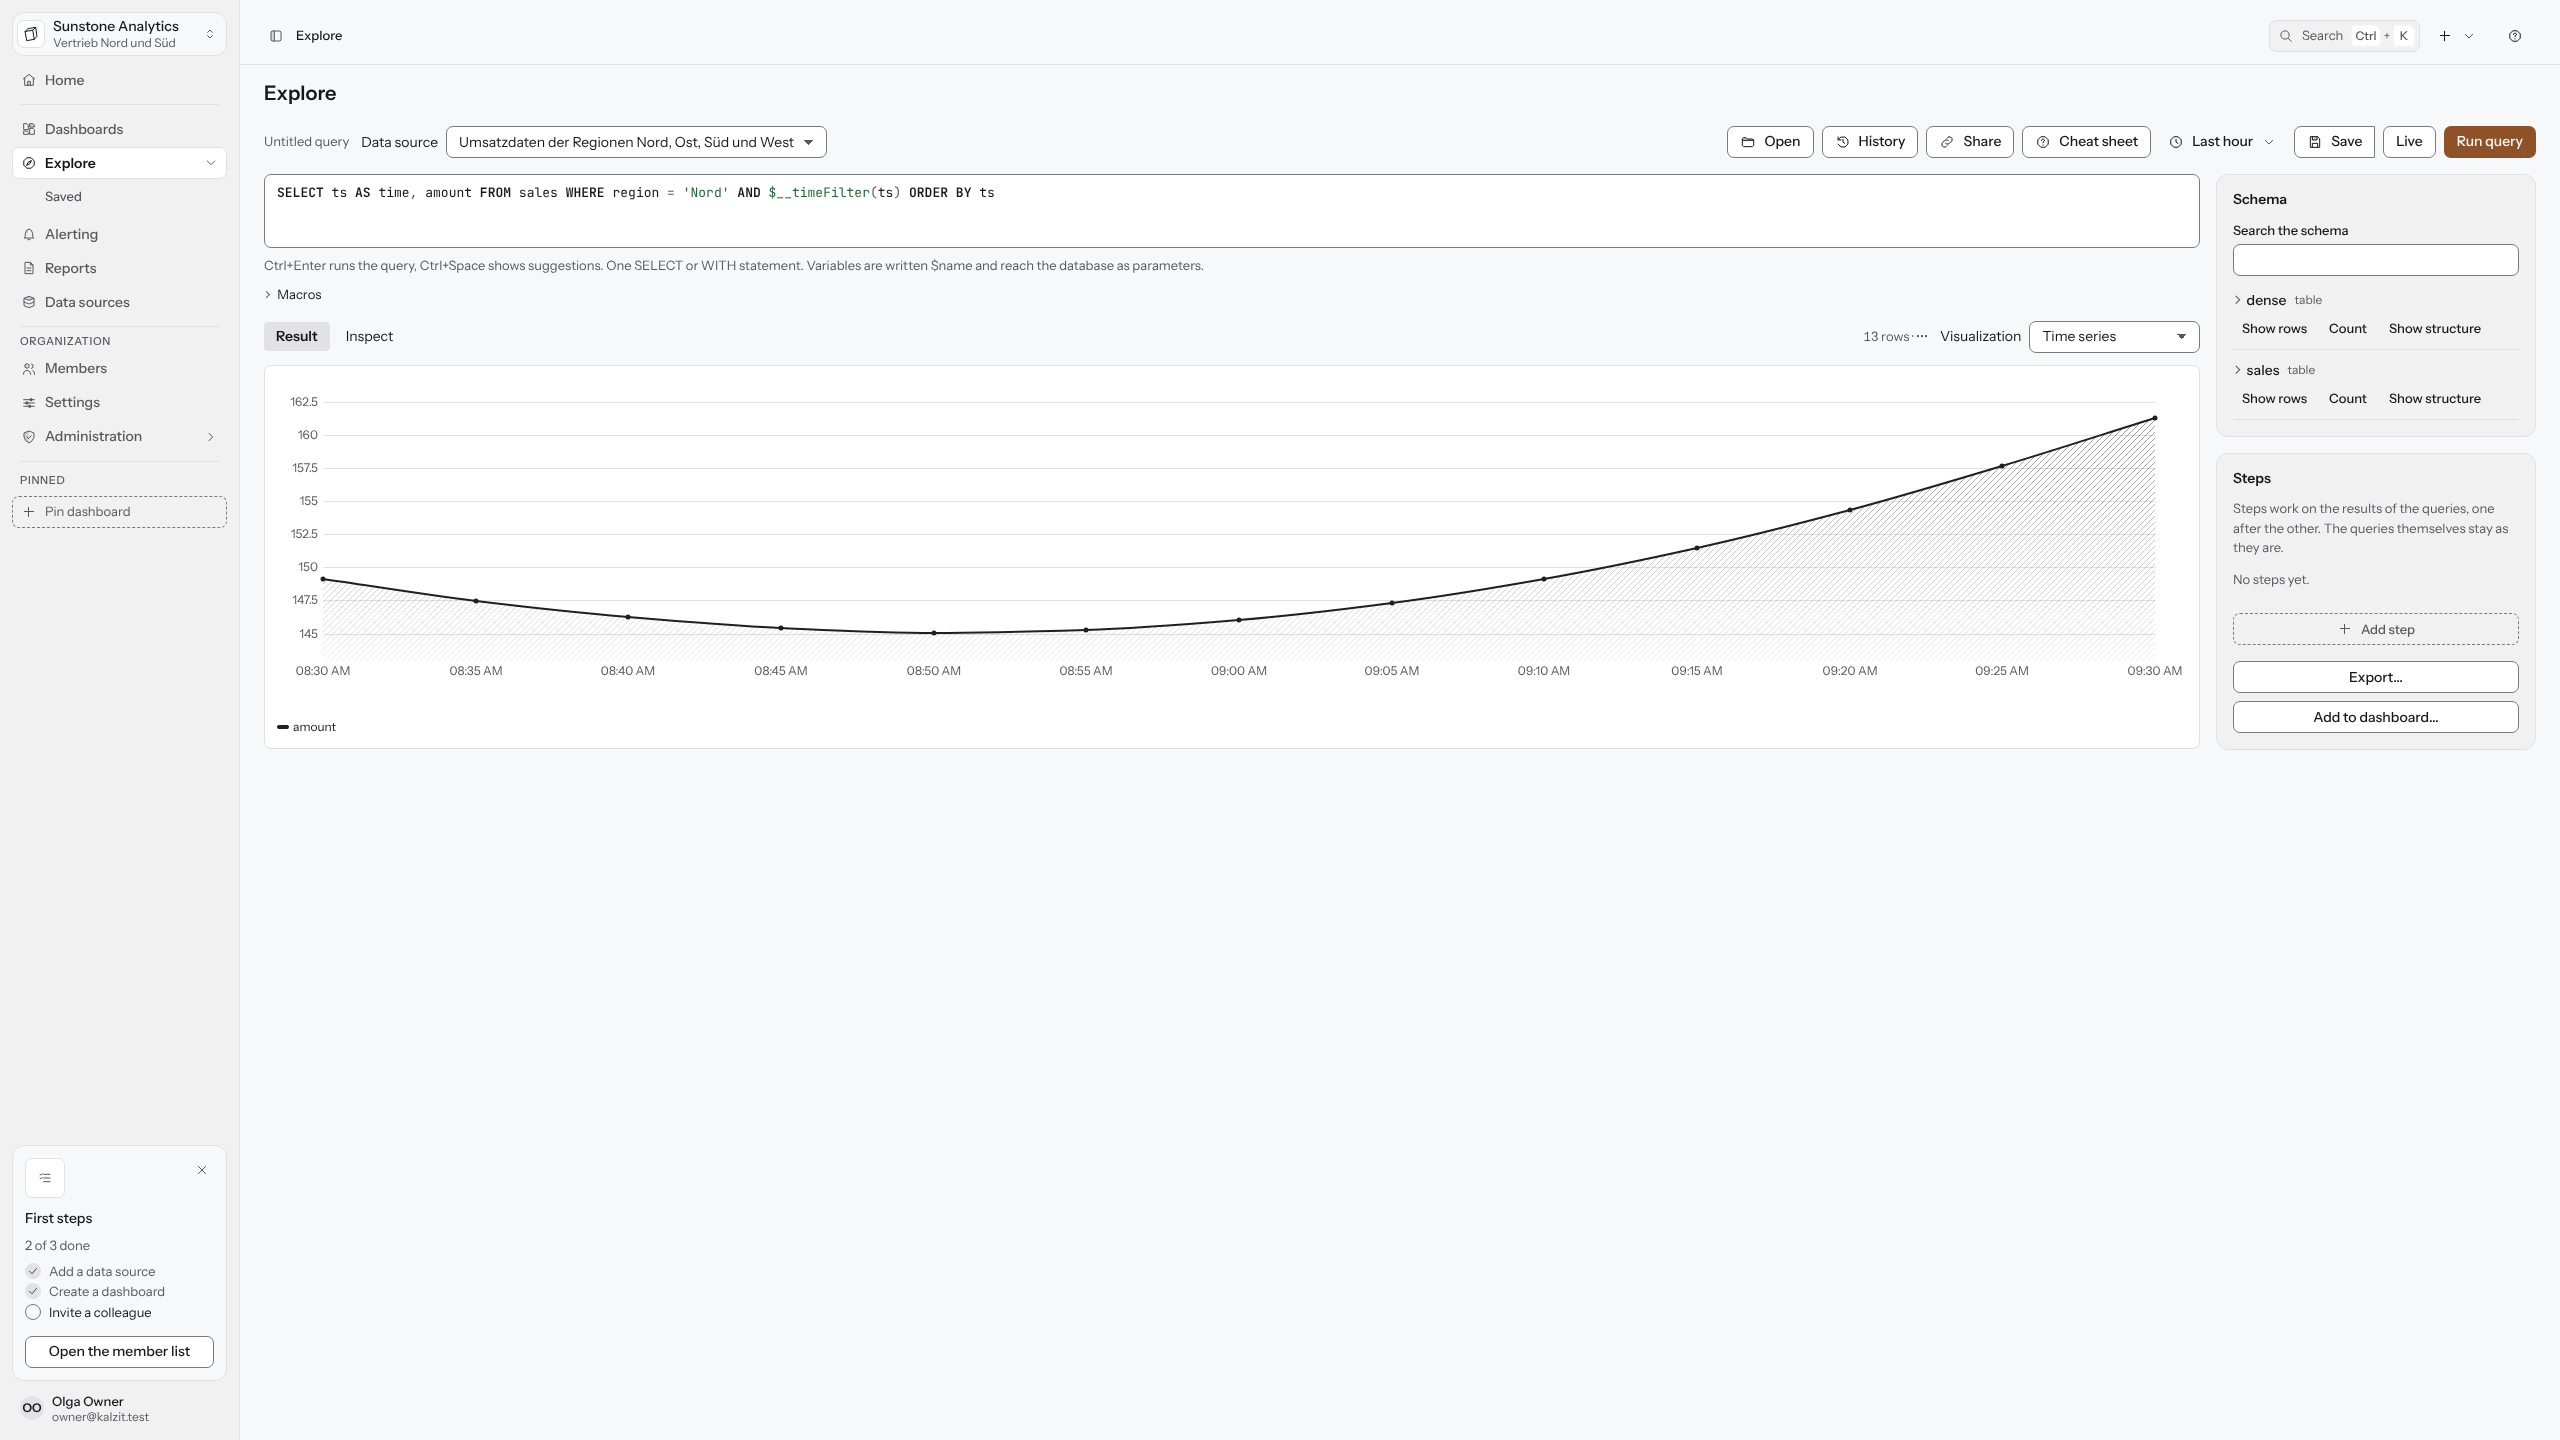 Sunstone Analytics
Vertrieb Nord und Süd
Home
Dashboards
Explore
Saved
Alerting
Reports
Data sources
ORGANIZATION
Members
Settings
Administration
PINNED
Pin dashboard
First steps
2 of 3 done
Add a data source
Create a dashboard
Invite a colleague
Open the member list
OO
Olga Owner
owner@kalzit.test
Explore
Search Ctrl + K
Explore
Untitled query Data source Umsatzdaten der Regionen Nord, Ost, Süd und West
Open History Share Cheat sheet Last hour Save Live Run query
SELECT ts AS time, amount FROM sales WHERE region = 'Nord' AND $__timeFilter(ts) ORDER BY ts
Ctrl+Enter runs the query, Ctrl+Space shows suggestions. One SELECT or WITH statement. Variables are written $name and reach the database as parameters.
Macros
Result Inspect
13 rows · ··· Visualization Time series
162.5
160
157.5
155
152.5
150
147.5
145
08:30 AM 08:35 AM 08:40 AM 08:45 AM 08:50 AM 08:55 AM 09:00 AM 09:05 AM 09:10 AM 09:15 AM 09:20 AM 09:25 AM 09:30 AM
amount
Schema
Search the schema
dense table
Show rows Count Show structure
sales table
Show rows Count Show structure
Steps
Steps work on the results of the queries, one
after the other. The queries themselves stay as
they are.
No steps yet.
Add step
Export...
Add to dashboard...